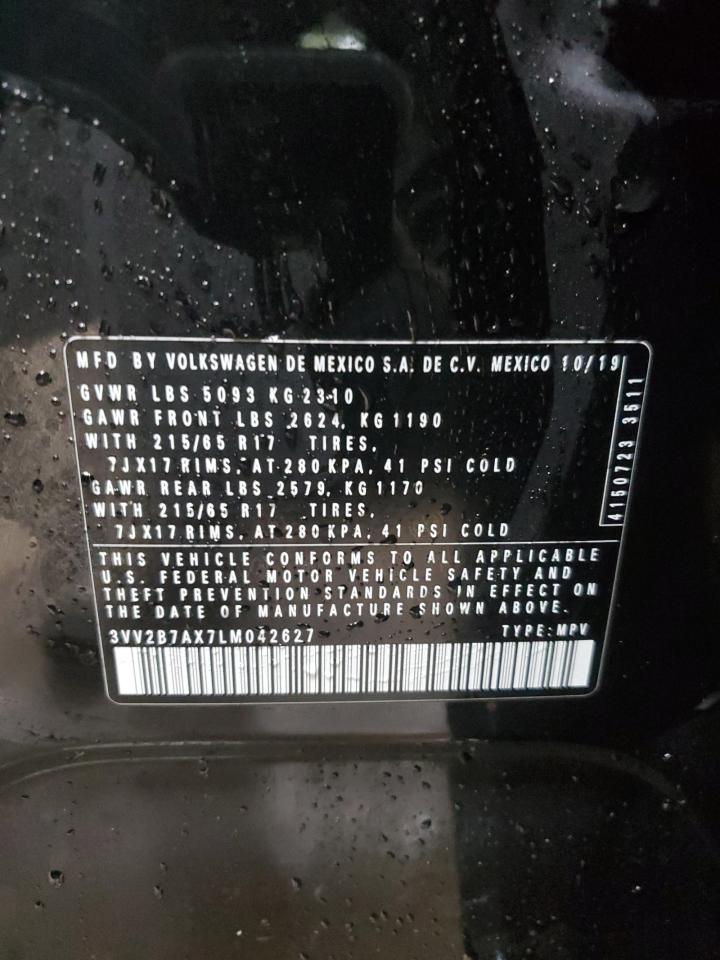 MFD BY VOLKSWAGEN DE MEXICO S.A. DE C.V. MEXICO 10/19
GVWR LBS 5093 KG 2310
GAWR FRONT LBS 2624, KG 1190
WITH 215/65 R17 TIRES,
7JX17 RIMS, AT 280 KPA, 41 PSI COLD
GAWR REAR LBS 2579, KG 1170
WITH 215/65 R17 TIRES,
7JX17 RIMS, AT 280 KPA, 41 PSI COLD
4150723 3511
THIS VEHICLE CONFORMS TO ALL APPLICABLE
U.S. FEDERAL MOTOR VEHICLE SAFETY AND
THEFT PREVENTION STANDARDS IN EFFECT ON
THE DATE OF MANUFACTURE SHOWN ABOVE.
3VV2B7AX7LM042627 TYPE: MPV